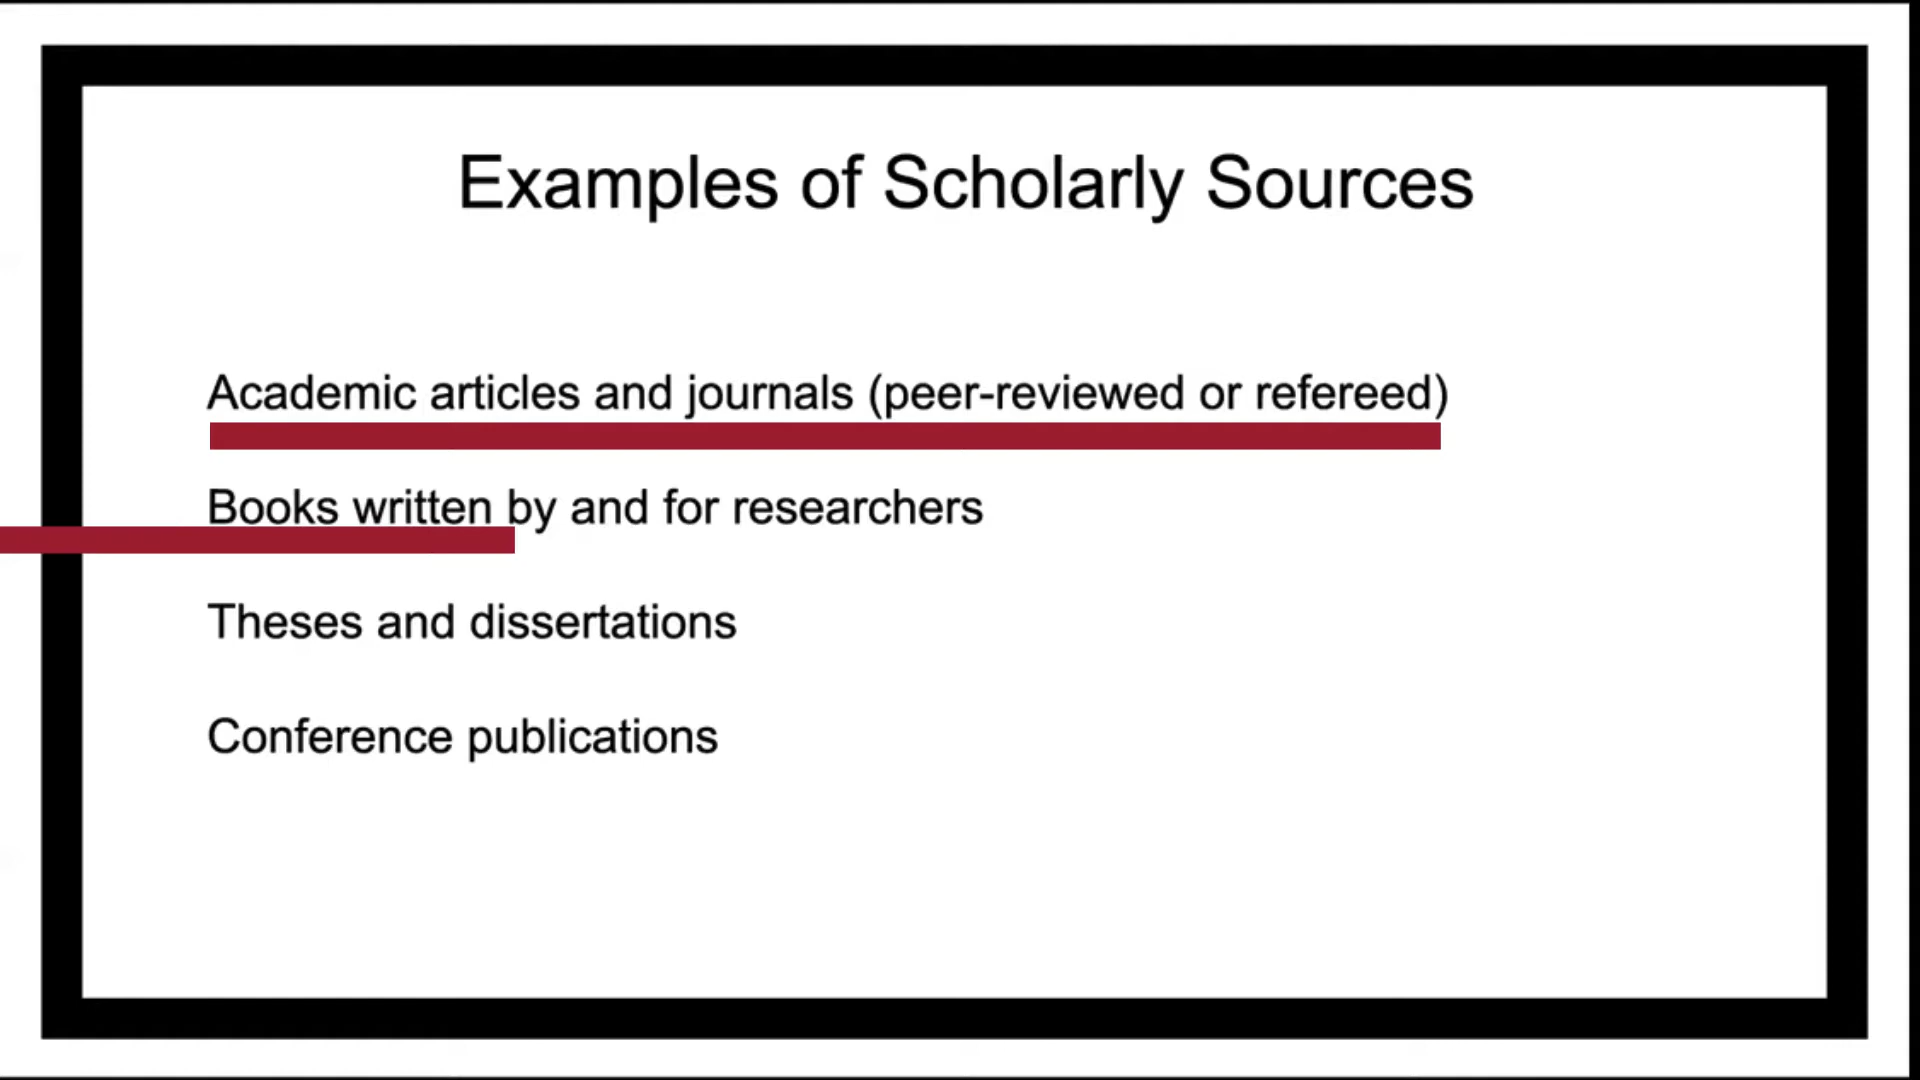 Examples of Scholarly Sources
Academic articles and journals (peer-reviewed or refereed)
Books written by and for researchers
Theses and dissertations
Conference publications